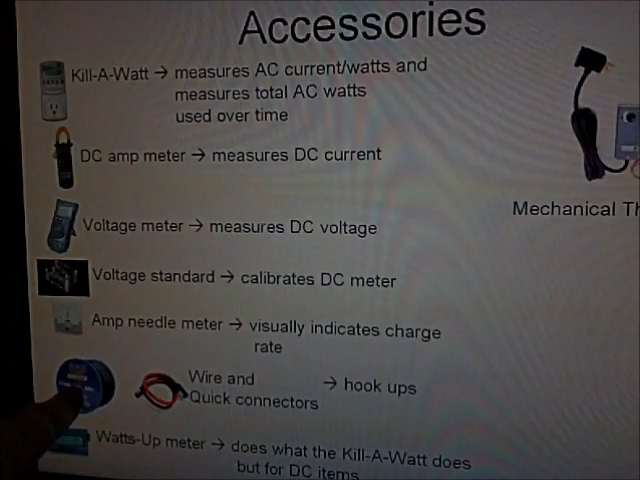 Accessories
Kill-A-Watt → measures AC current/watts and
measures total AC watts
used over time
DC amp meter → measures DC current
Mechanical Th
Voltage meter → measures DC voltage
Voltage standard → calibrates DC meter
Amp needle meter → visually indicates charge
rate
Wire and → hook ups
Quick connectors
Watts-Up meter → does what the Kill-A-Watt does
but for DC items